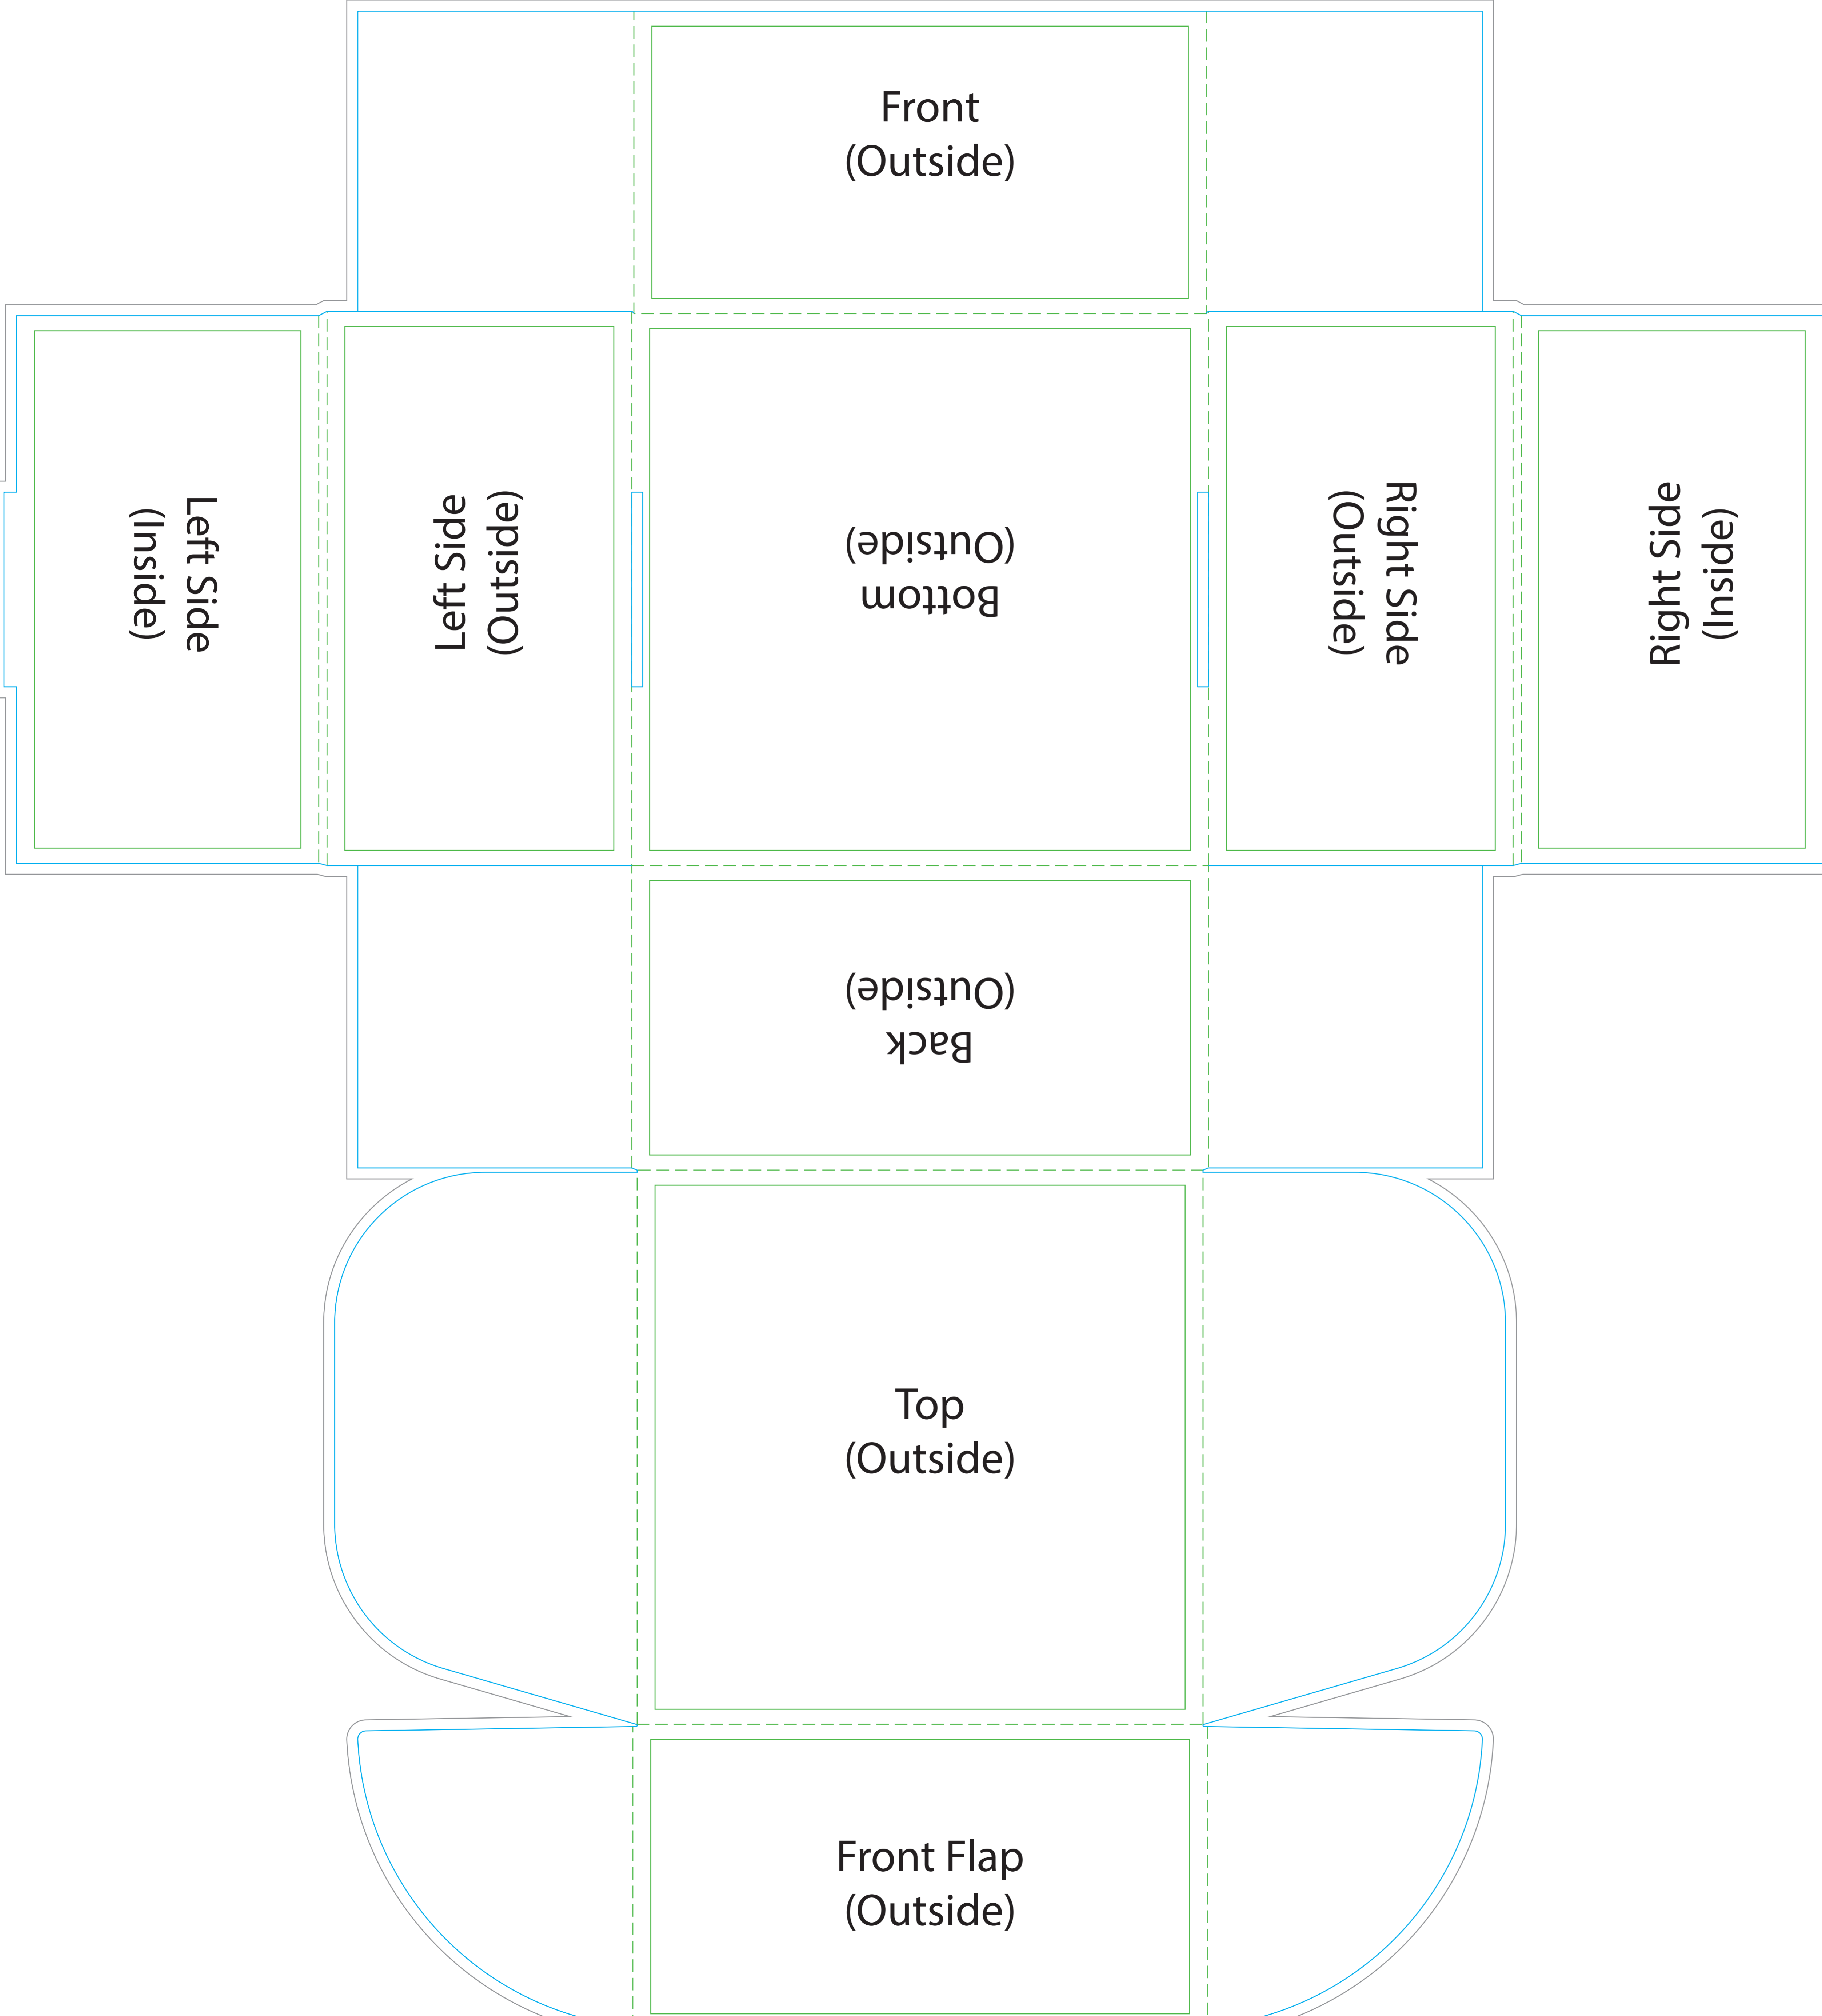 Front
(Outside)
Left Side
(Inside)
Left Side
(Outside)
Bottom
(Outside)
Right Side
(Outside)
Right Side
(Inside)
Back
(Outside)
Top
(Outside)
Front Flap
(Outside)